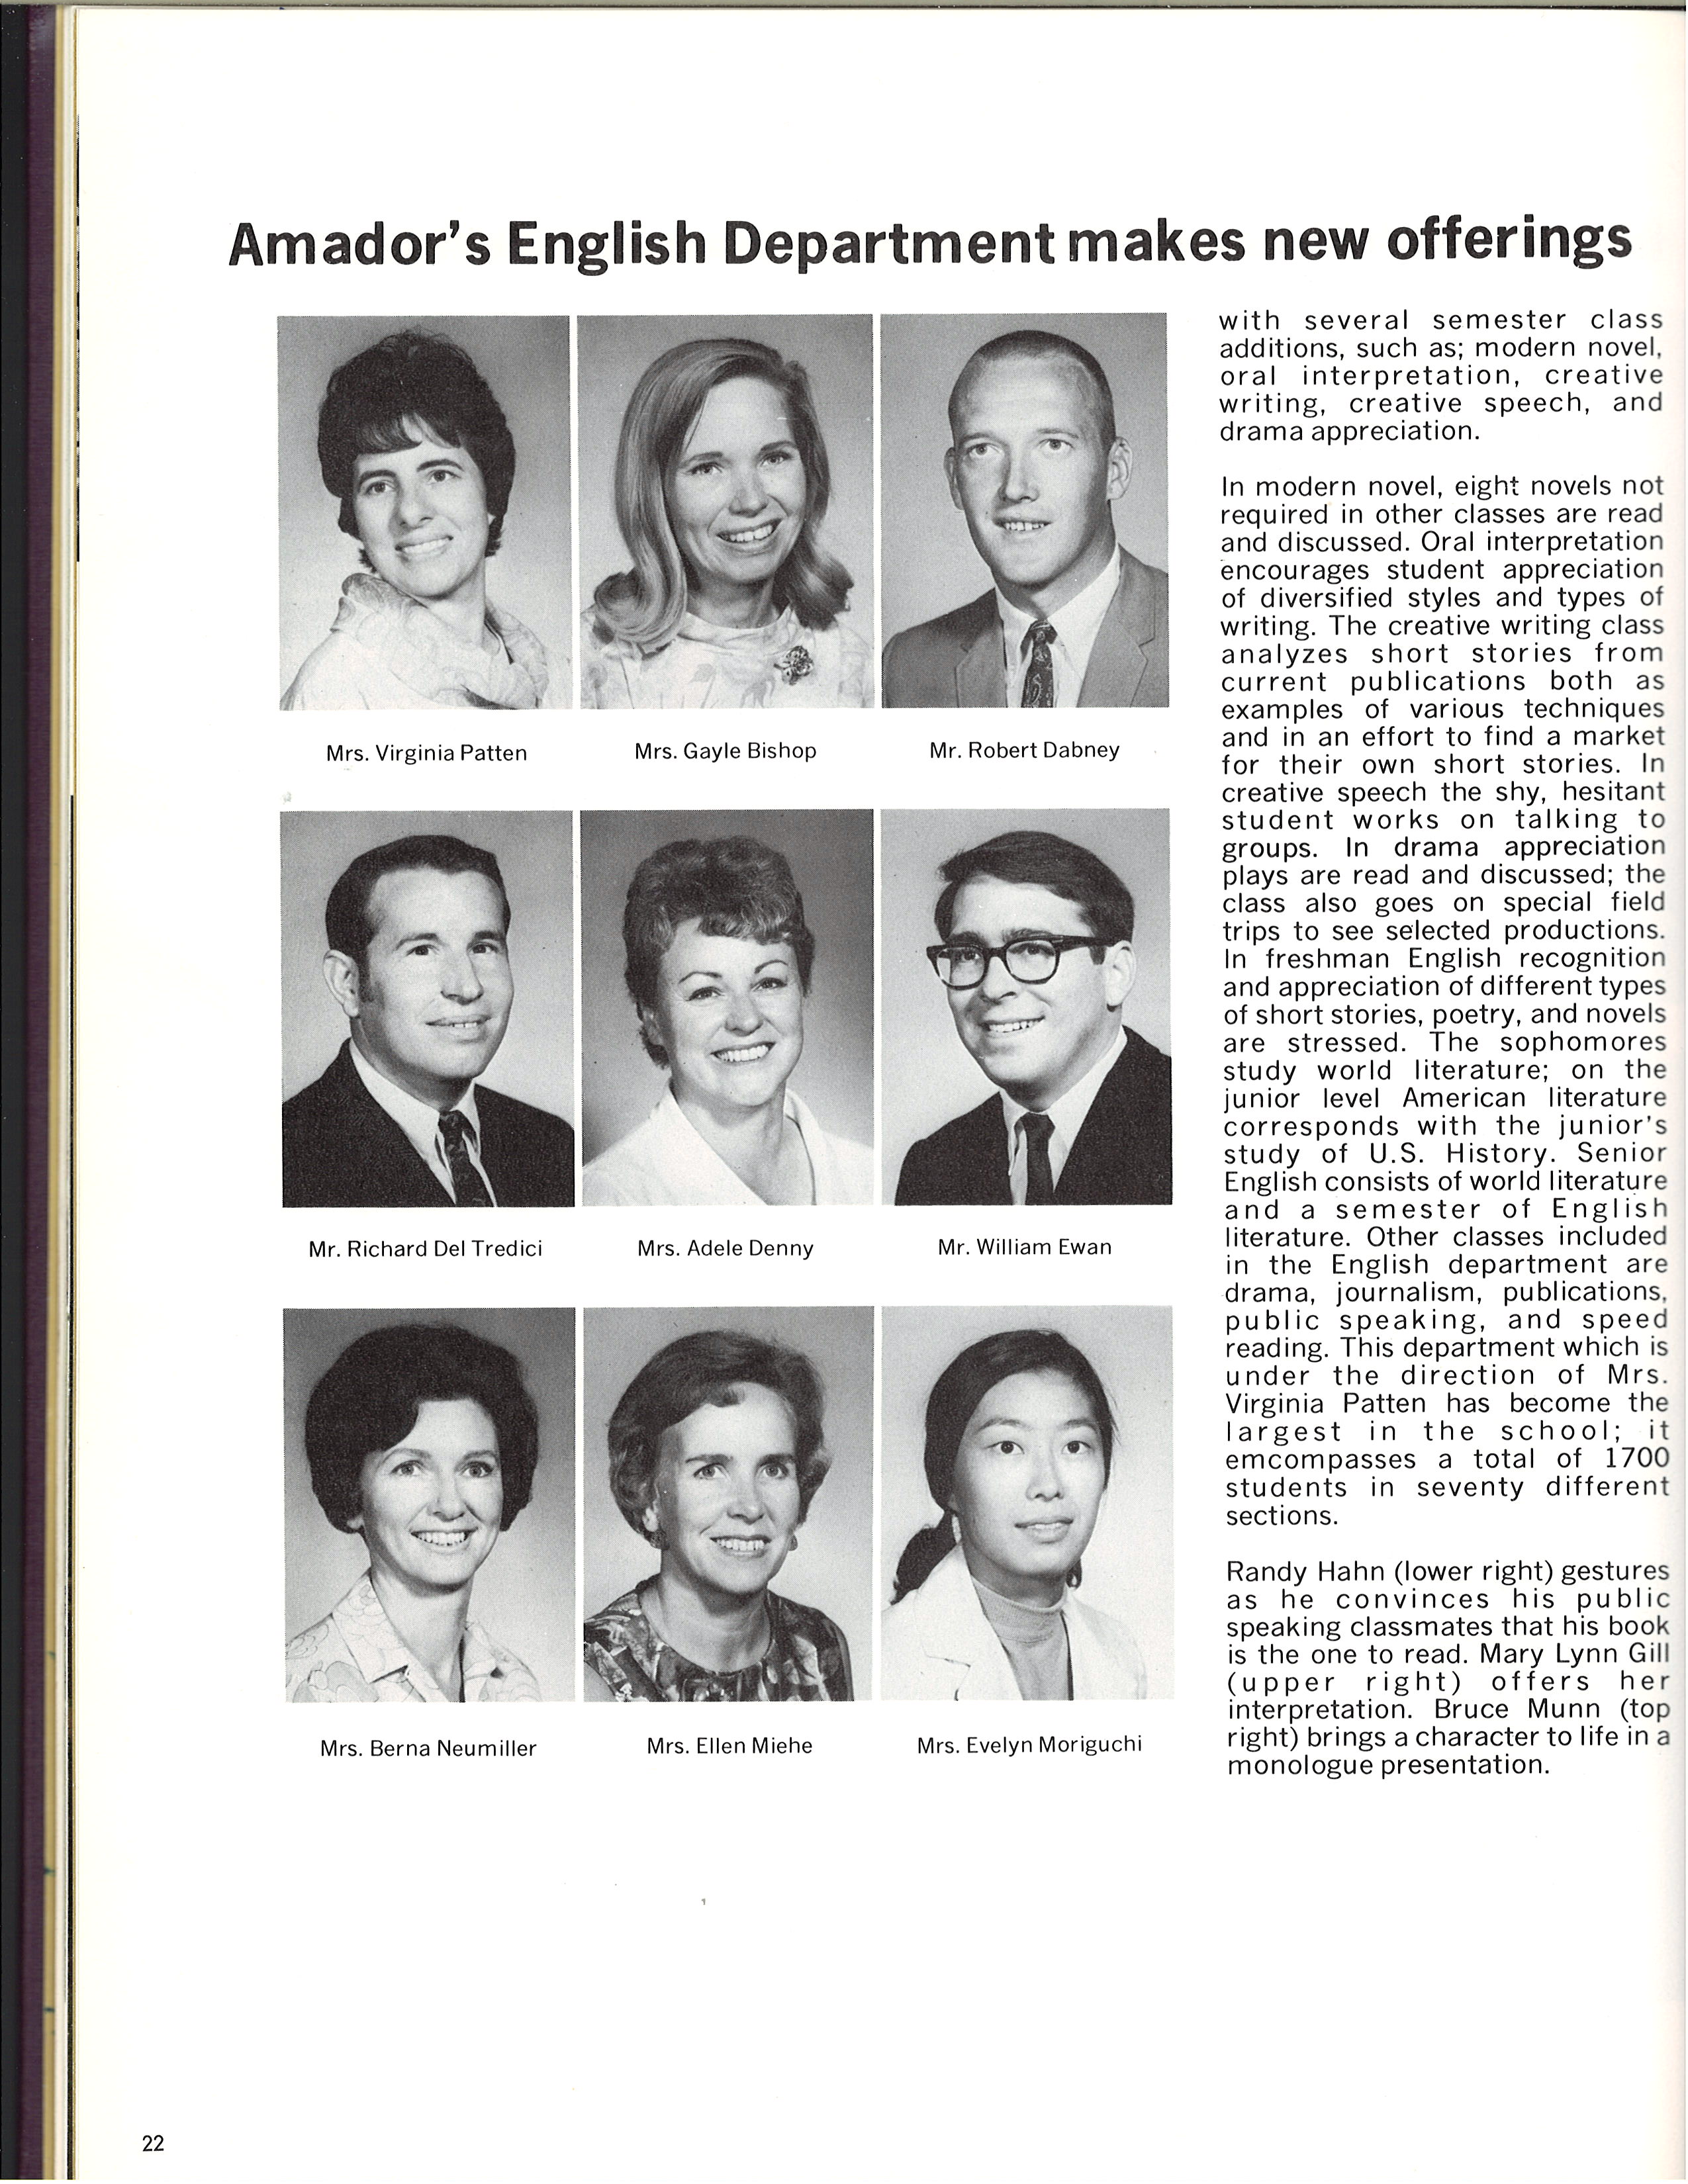 Amador's English Department makes new offerings
Mrs. Virginia Patten
Mrs. Gayle Bishop
Mr. Robert Dabney
Mr. Richard Del Tredici
Mrs. Adele Denny
Mr. William Ewan
Mrs. Berna Neumiller
Mrs. Ellen Miehe
Mrs. Evelyn Moriguchi
with several semester class
additions, such as; modern novel,
oral interpretation, creative
writing, creative speech, and
drama appreciation.
In modern novel, eight novels not
required in other classes are read
and discussed. Oral interpretation
encourages student appreciation
of diversified styles and types of
writing. The creative writing class
analyzes short stories from
current publications both as
examples of various techniques
and in an effort to find a market
for their own short stories. In
creative speech the shy, hesitant
student works on talking to
groups. In drama appreciation
plays are read and discussed; the
class also goes on special field
trips to see selected productions.
In freshman English recognition
and appreciation of different types
of short stories, poetry, and novels
are stressed. The sophomores
study world literature; on the
junior level American literature
corresponds with the junior's
study of U.S. History. Senior
English consists of world literature
and a semester of English
literature. Other classes included
in the English department are
drama, journalism, publications,
public speaking, and speed
reading. This department which is
under the direction of Mrs.
Virginia Patten has become the
largest in the school; it
emcompasses a total of 1700
students in seventy different
sections.
Randy Hahn (lower right) gestures
as he convinces his public
speaking classmates that his book
is the one to read. Mary Lynn Gill
(upper right) offers her
interpretation. Bruce Munn (top
right) brings a character to life in a
monologue presentation.
22